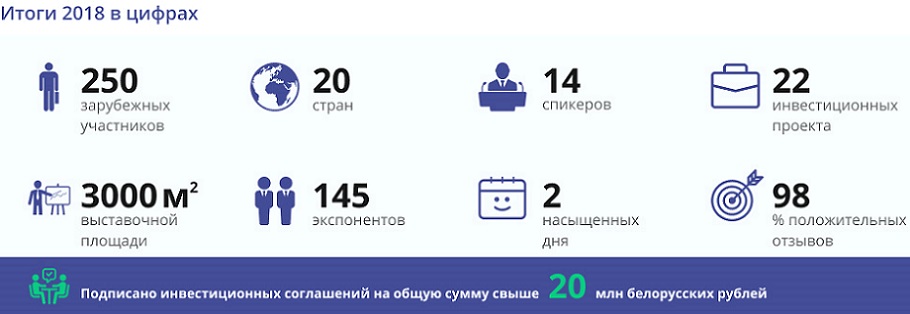 Итоги 2018 в цифрах
250
зарубежных
участников
20
стран
14
спикеров
22
инвестиционных
проекта
3000 м²
выставочной
площади
145
экспонентов
2
насыщенных
дня
98
% положительных
отзывов
Подписано инвестиционных соглашений на общую сумму свыше 20 млн белорусских рублей